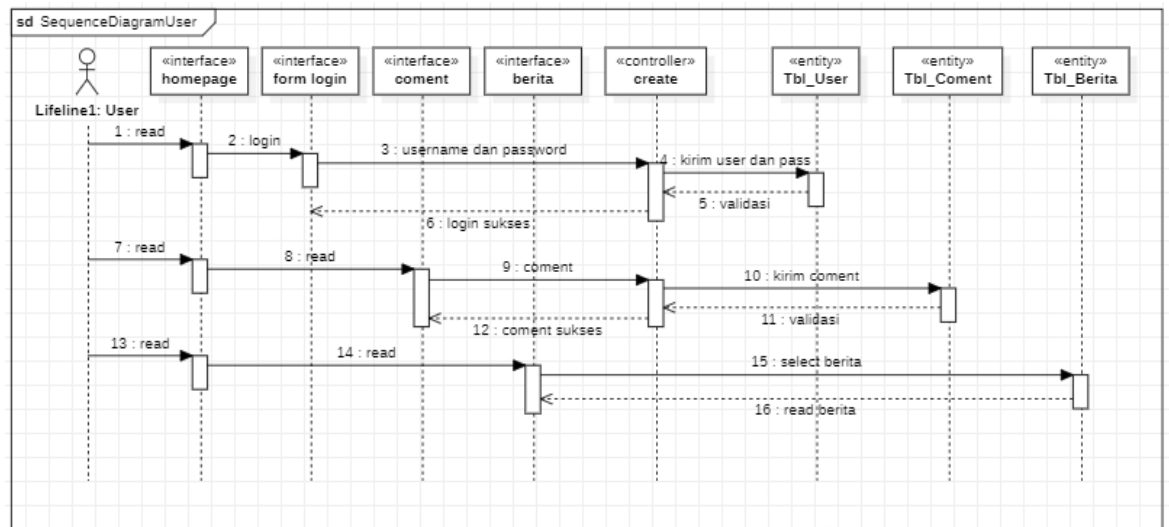 sd SequenceDiagramUser
«interface»
homepage
«interface»
form login
«interface»
coment
«interface»
berita
«controller»
create
«entity»
Tbl_User
«entity»
Tbl_Coment
«entity»
Tbl_Berita
Lifeline1: User
1 : read
2 : login
3 : username dan password
4 : kirim user dan pass
5 : validasi
6 : login sukses
7 : read
8 : read
9 : coment
10 : kirim coment
11 : validasi
12 : coment sukses
13 : read
14 : read
15 : select berita
16 : read berita